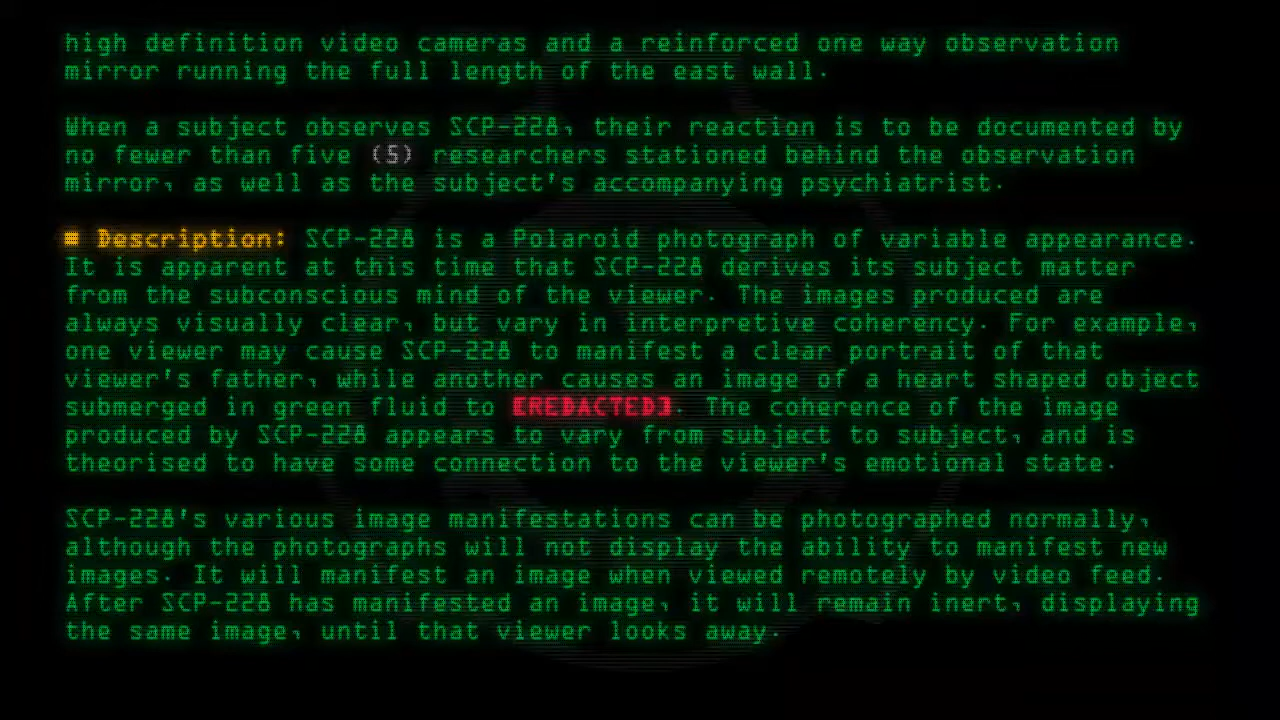 high definition video cameras and a reinforced one way observation
mirror running the full length of the east wall.
When a subject observes SCP-228, their reaction is to be documented by
no fewer than five (5) researchers stationed behind the observation
mirror, as well as the subject's accompanying psychiatrist.
■ Description: SCP-228 is a Polaroid photograph of variable appearance.
It is apparent at this time that SCP-228 derives its subject matter
from the subconscious mind of the viewer. The images produced are
always visually clear, but vary in interpretive coherency. For example,
one viewer may cause SCP-228 to manifest a clear portrait of that
viewer's father, while another causes an image of a heart shaped object
submerged in green fluid to [REDACTED]. The coherence of the image
produced by SCP-228 appears to vary from subject to subject, and is
theorised to have some connection to the viewer's emotional state.
SCP-228's various image manifestations can be photographed normally,
although the photographs will not display the ability to manifest new
images. It will manifest an image when viewed remotely by video feed.
After SCP-228 has manifested an image, it will remain inert, displaying
the same image, until that viewer looks away.